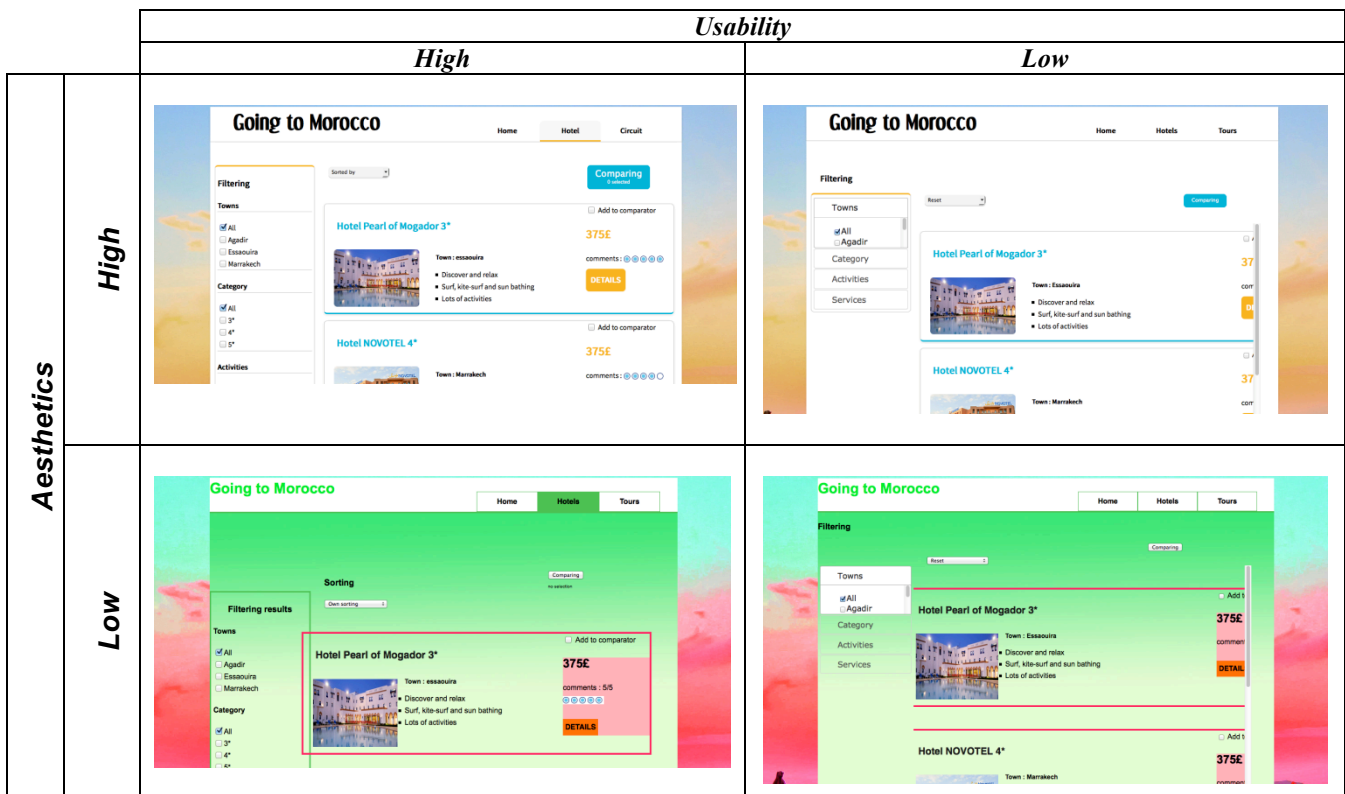 Usability
High
Low
Aesthetics
High
Going to Morocco
Home Hotel Circuit
Sorted by
Comparing
0 selected
Filtering
Towns
All
Agadir
Essaouira
Marrakech
Category
All
3*
4*
5*
Activities
Add to comparator
Hotel Pearl of Mogador 3*
375£
Town : essaouira
comments :
Discover and relax
Surf, kite-surf and sun bathing
Lots of activities
DETAILS
Add to comparator
Hotel NOVOTEL 4*
375£
Town : Marrakech
comments :
Going to Morocco
Home Hotels Tours
Filtering
Reset
Comparing
Towns
All
Agadir
Category
Activities
Services
Hotel Pearl of Mogador 3*
37
Town : Essaouira
com
Discover and relax
Surf, kite-surf and sun bathing
Lots of activities
Hotel NOVOTEL 4*
37
Town : Marrakech
com
Low
Going to Morocco
Home Hotels Tours
Sorting
Comparing
no selection
Own sorting
Filtering results
Towns
All
Agadir
Essaouira
Marrakech
Category
All
3*
4*
5*
Add to comparator
Hotel Pearl of Mogador 3*
375£
Town : essaouira
comments : 5/5
Discover and relax
Surf, kite-surf and sun bathing
Lots of activities
DETAILS
Going to Morocco
Home Hotels Tours
Filtering
Comparing
Reset
Towns
All
Agadir
Category
Activities
Services
Add t
Hotel Pearl of Mogador 3*
375£
Town : Essaouira
commen
Discover and relax
Surf, kite-surf and sun bathing
Lots of activities
DETAIL
Add t
Hotel NOVOTEL 4*
375£
Town : Marrakech